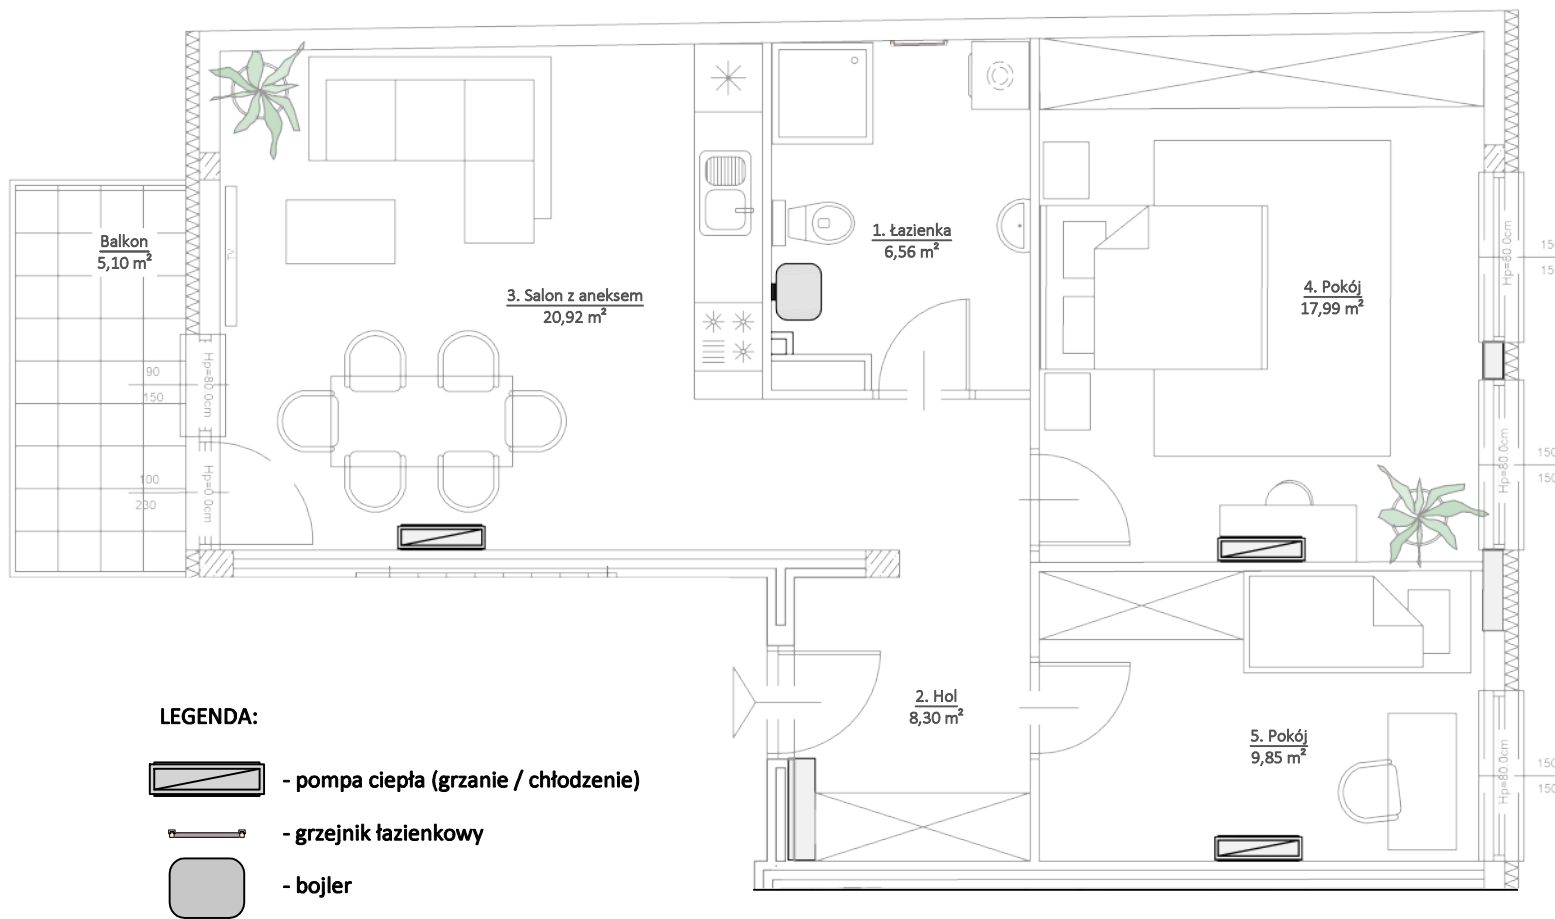 Balkon
5,10 m²
TV
3. Salon z aneksem
20,92 m²
1. Łazienka
6,56 m²
4. Pokój
17,99 m²
Hp=80.0cm
150
150
Hp=80.0cm
90
150
Hp=80.0cm
150
150
Hp=0.0cm
100
230
2. Hol
8,30 m²
5. Pokój
9,85 m²
Hp=80.0cm
150
150
LEGENDA:
- pompa ciepła (grzanie / chłodzenie)
- grzejnik łazienkowy
- bojler